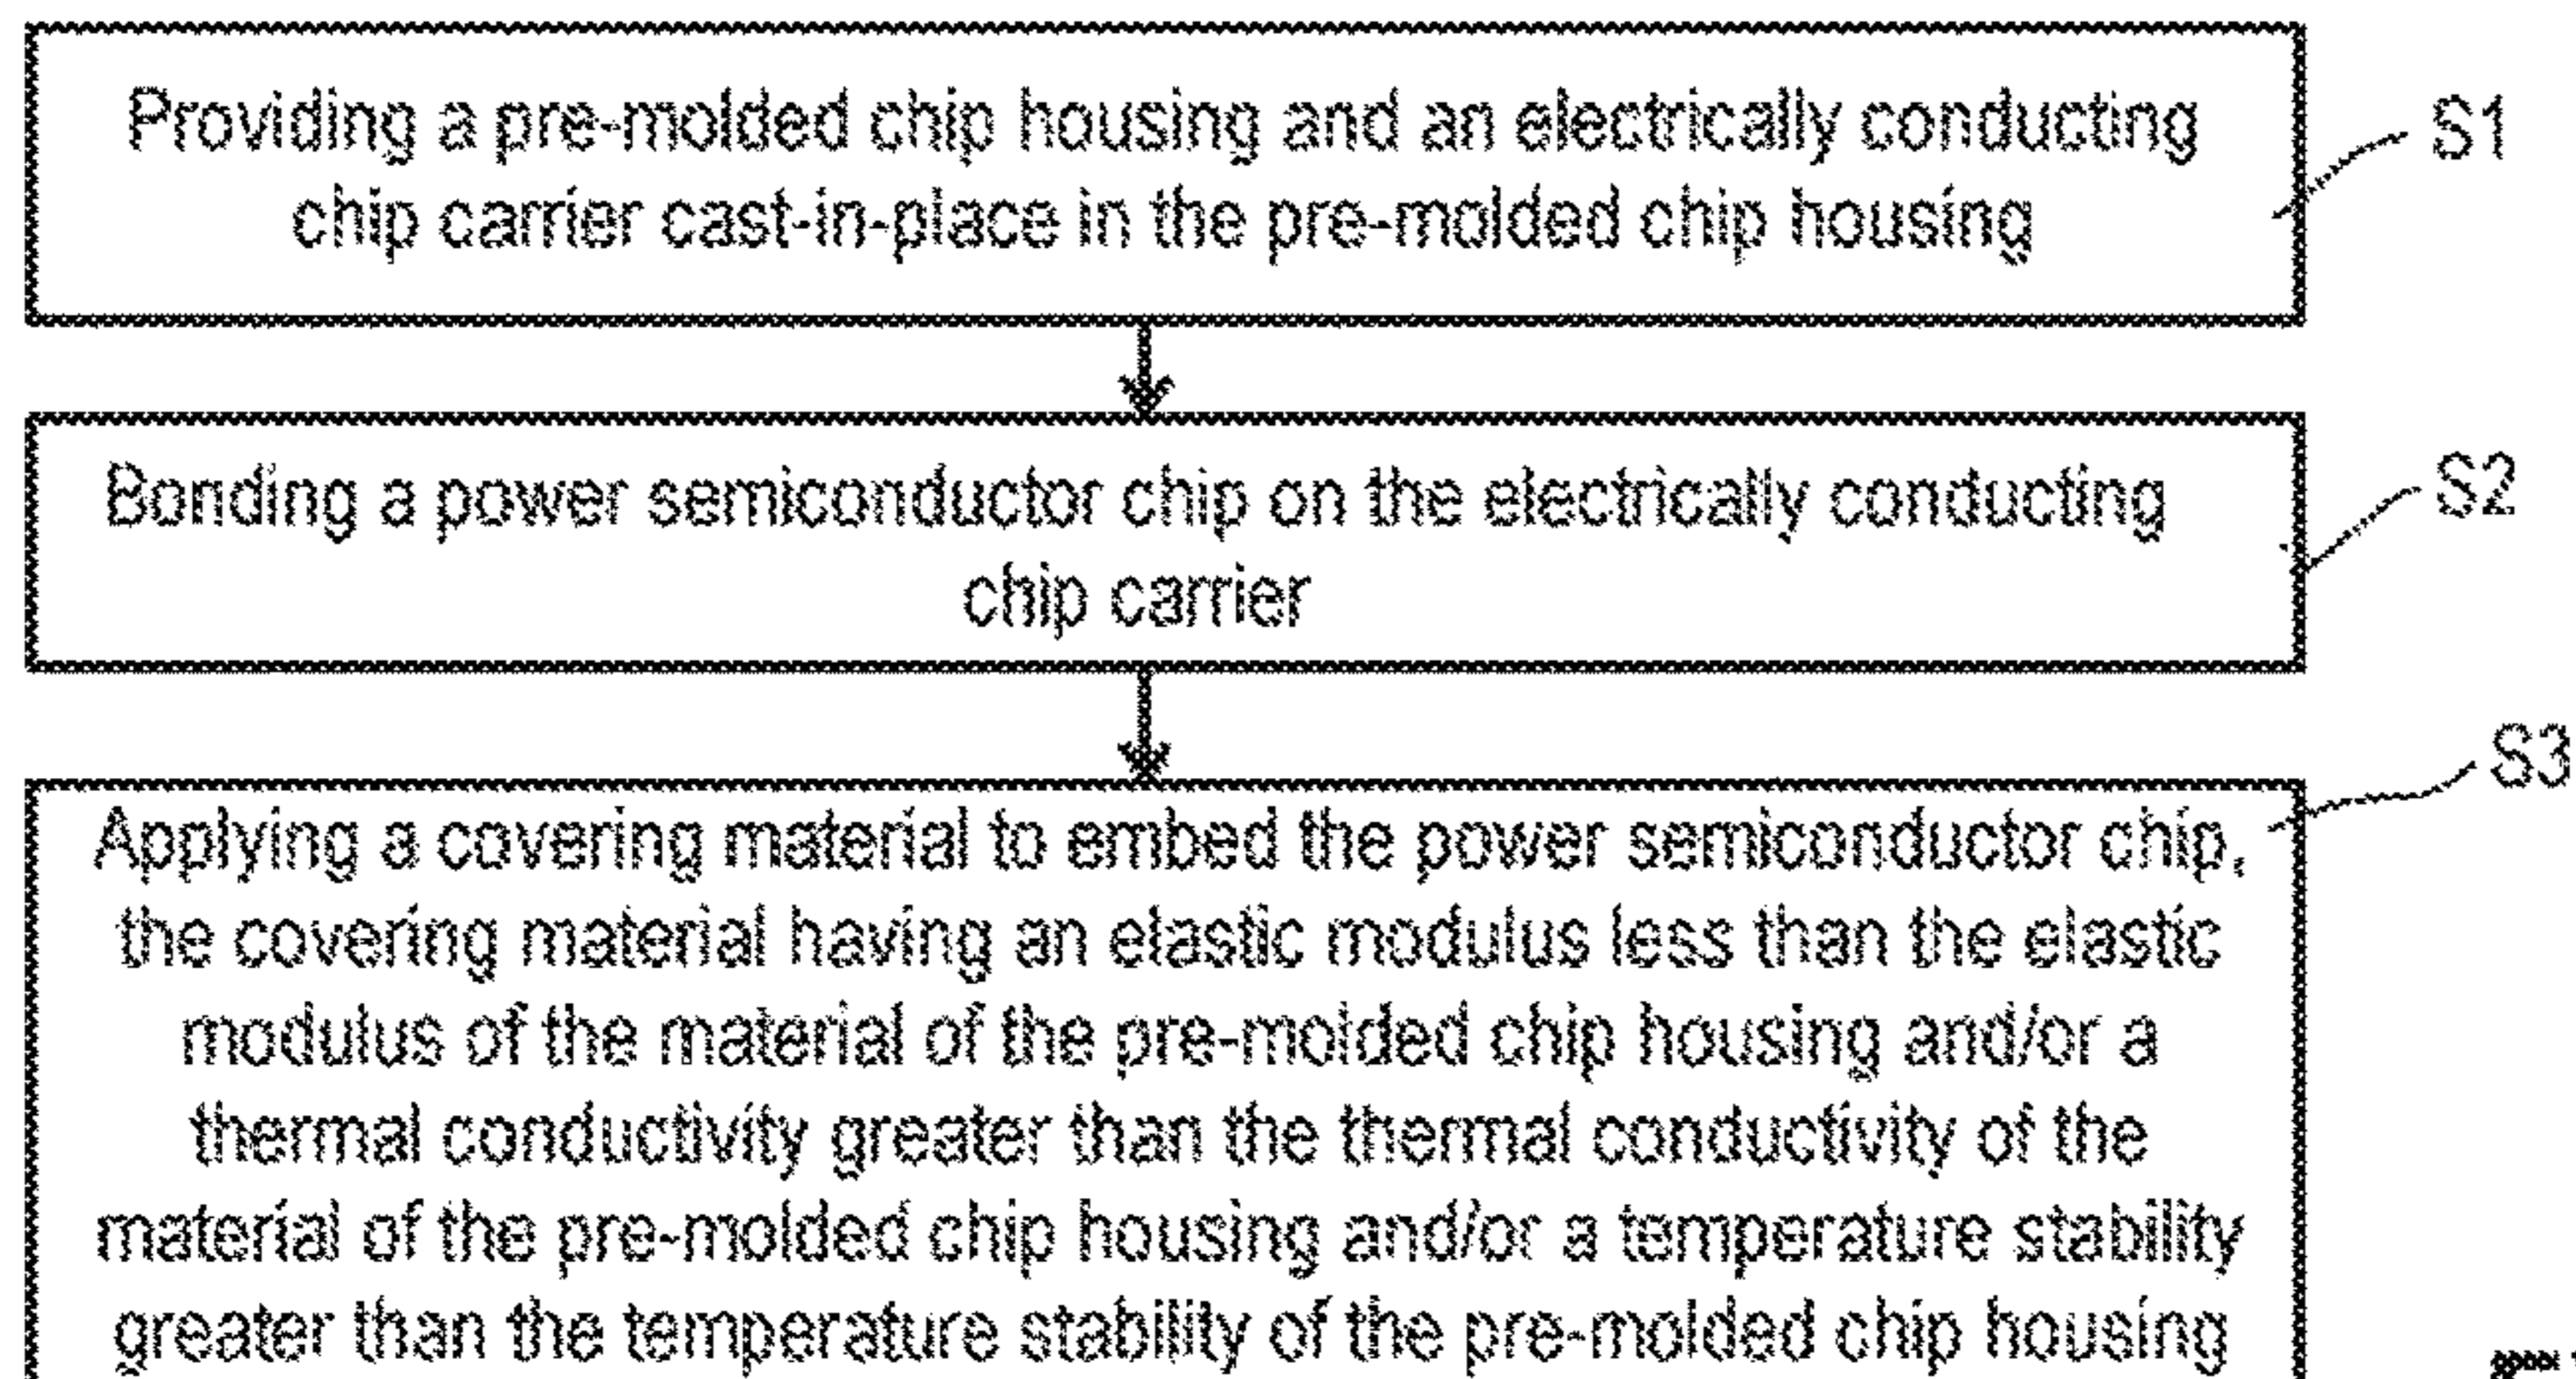 Providing a pre-molded chip housing and an electrically conducting
chip carrier cast-in-place in the pre-molded chip housing
S1
Bonding a power semiconductor chip on the electrically conducting
chip carrier
S2
S3
Applying a covering material to embed the power semiconductor chip,
the covering material having an elastic modulus less than the elastic
modulus of the material of the pre-molded chip housing and/or a
thermal conductivity greater than the thermal conductivity of the
material of the pre-molded chip housing and/or a temperature stability
greater than the temperature stability of the pre-molded chip housing